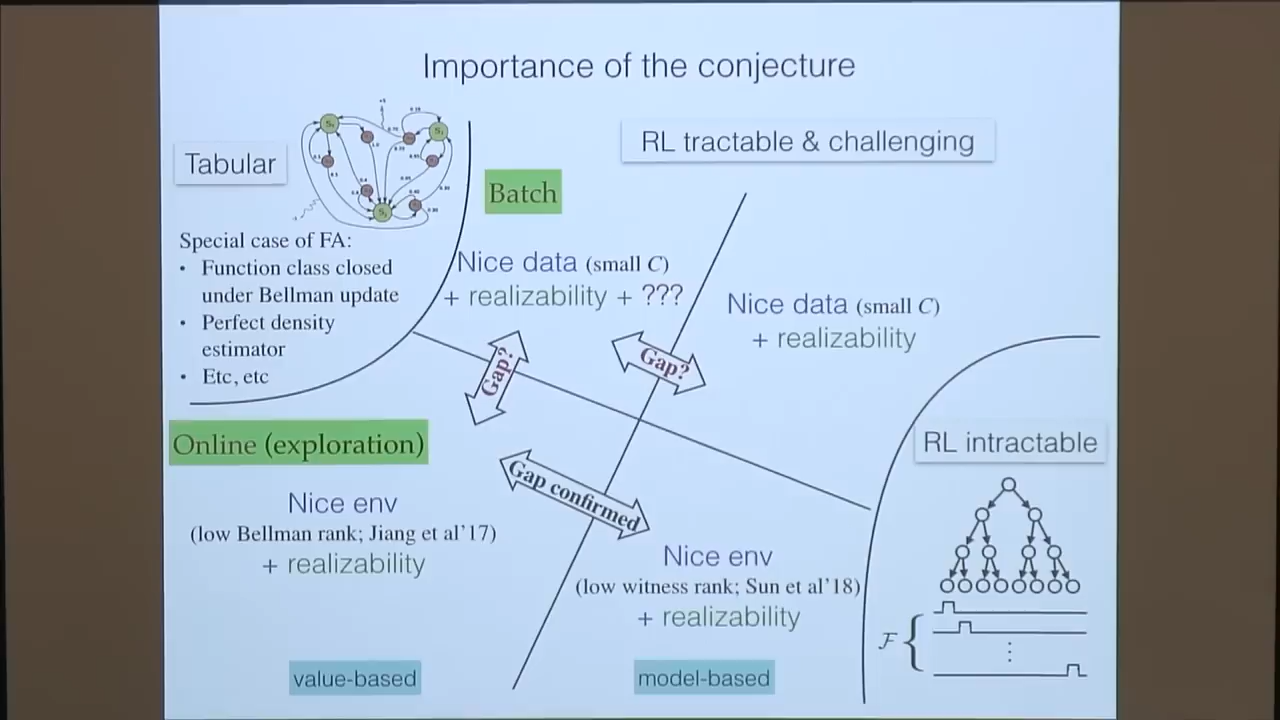 Importance of the conjecture
Tabular
RL tractable & challenging
Batch
Special case of FA:
• Function class closed
under Bellman update
• Perfect density
estimator
• Etc, etc
Nice data (small C)
+ realizability + ???
Nice data (small C)
+ realizability
Gap?
Gap?
Online (exploration)
RL intractable
Gap confirmed
Nice env
(low Bellman rank; Jiang et al'17)
+ realizability
Nice env
(low witness rank; Sun et al'18)
+ realizability
F {
value-based
model-based